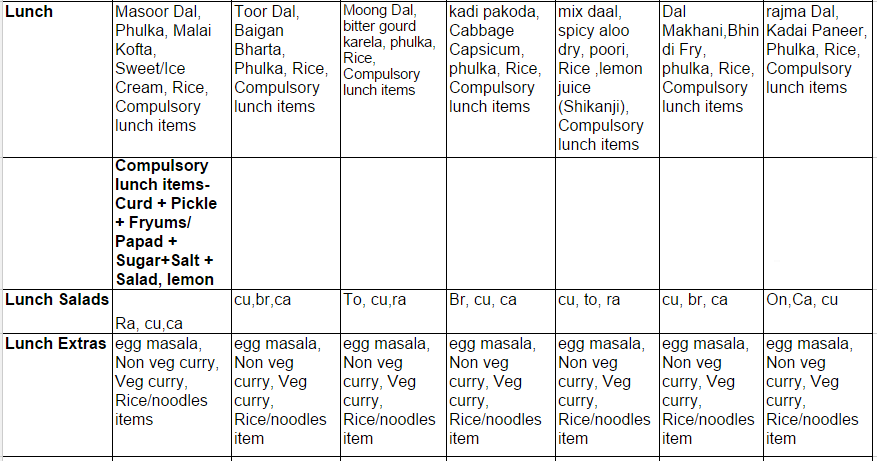 Lunch
Masoor Dal,
Phulka, Malai
Kofta,
Sweet/Ice
Cream, Rice,
Compulsory
lunch items
Toor Dal,
Baigan
Bharta,
Phulka, Rice,
Compulsory
lunch items
Moong Dal,
bitter gourd
karela, phulka,
Rice,
Compulsory
lunch items
kadi pakoda,
Cabbage
Capsicum,
phulka, Rice,
Compulsory
lunch items
mix daal,
spicy aloo
dry, poori,
Rice ,lemon
juice
(Shikanji),
Compulsory
lunch items
Dal
Makhani,Bhin
di Fry,
phulka, Rice,
Compulsory
lunch items
rajma Dal,
Kadai Paneer,
Phulka, Rice,
Compulsory
lunch items
Compulsory
lunch items-
Curd + Pickle
+ Fryums/
Papad +
Sugar+Salt +
Salad, lemon
Lunch Salads
Ra, cu,ca
cu,br,ca
To, cu,ra
Br, cu, ca
cu, to, ra
cu, br, ca
On,Ca, cu
Lunch Extras
egg masala,
Non veg curry,
Veg curry,
Rice/noodles
items
egg masala,
Non veg
curry, Veg
curry,
Rice/noodles
item
egg masala,
Non veg
curry, Veg
curry,
Rice/noodles
item
egg masala,
Non veg
curry, Veg
curry,
Rice/noodles
item
egg masala,
Non veg
curry, Veg
curry,
Rice/noodles
item
egg masala,
Non veg
curry, Veg
curry,
Rice/noodles
item
egg masala,
Non veg
curry, Veg
curry,
Rice/noodles
item